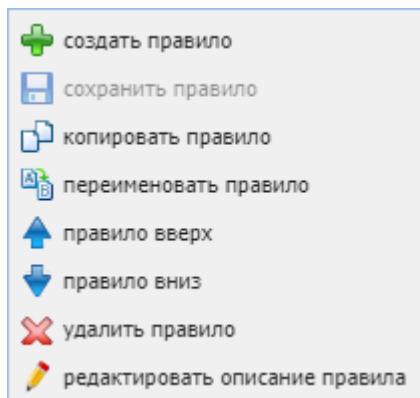 создать правило
сохранить правило
копировать правило
переименовать правило
правило вверх
правило вниз
удалить правило
редактировать описание правила